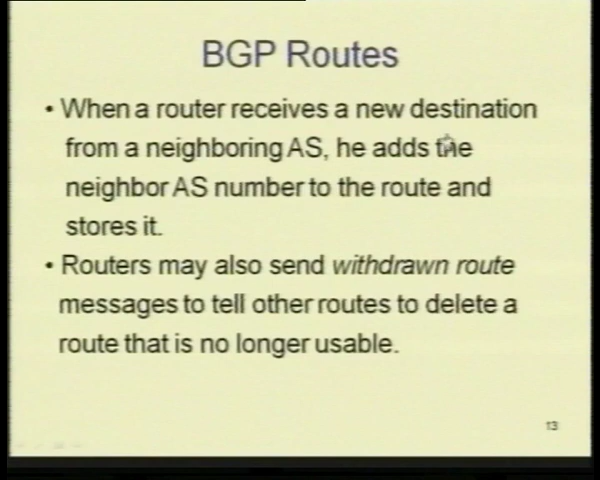 BGP Routes
• When a router receives a new destination
from a neighboring AS, he adds the
neighbor AS number to the route and
stores it.
• Routers may also send withdrawn route
messages to tell other routes to delete a
route that is no longer usable.
13